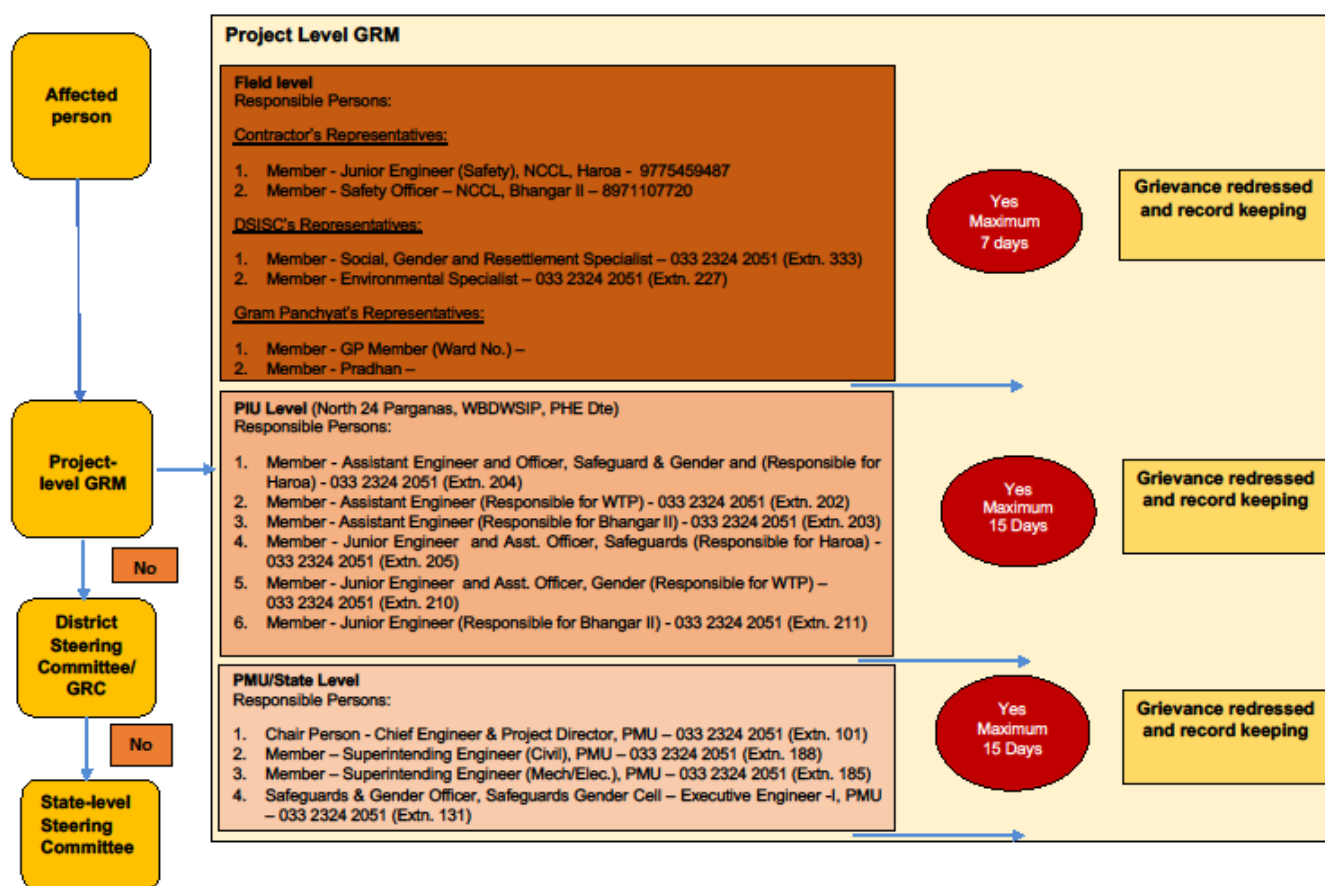 Affected
person
Project-
level GRM
No
District
Steering
Committee/
GRC
No
State-level
Steering
Committee
Project Level GRM
Field level
Responsible Persons:
Contractor's Representatives:
1. Member - Junior Engineer (Safety), NCCL, Haroa - 9775459487
2. Member - Safety Officer – NCCL, Bhangar II – 8971107720
DSISC's Representatives:
1. Member - Social, Gender and Resettlement Specialist – 033 2324 2051 (Extn. 333)
2. Member - Environmental Specialist – 033 2324 2051 (Extn. 227)
Gram Panchyat's Representatives:
1. Member - GP Member (Ward No.) –
2. Member - Pradhan –
Yes
Maximum
7 days
Grievance redressed
and record keeping
PIU Level (North 24 Parganas, WBDWSIP, PHE Dte)
Responsible Persons:
1. Member - Assistant Engineer and Officer, Safeguard & Gender and (Responsible for
Haroa) - 033 2324 2051 (Extn. 204)
2. Member - Assistant Engineer (Responsible for WTP) - 033 2324 2051 (Extn. 202)
3. Member - Assistant Engineer (Responsible for Bhangar II) - 033 2324 2051 (Extn. 203)
4. Member - Junior Engineer and Asst. Officer, Safeguards (Responsible for Haroa) -
033 2324 2051 (Extn. 205)
5. Member - Junior Engineer and Asst. Officer, Gender (Responsible for WTP) –
033 2324 2051 (Extn. 210)
6. Member - Junior Engineer (Responsible for Bhangar II) - 033 2324 2051 (Extn. 211)
Yes
Maximum
15 Days
Grievance redressed
and record keeping
PMU/State Level
Responsible Persons:
1. Chair Person - Chief Engineer & Project Director, PMU – 033 2324 2051 (Extn. 101)
2. Member – Superintending Engineer (Civil), PMU – 033 2324 2051 (Extn. 188)
3. Member – Superintending Engineer (Mech/Elec.), PMU – 033 2324 2051 (Extn. 185)
4. Safeguards & Gender Officer, Safeguards Gender Cell – Executive Engineer -I, PMU
– 033 2324 2051 (Extn. 131)
Yes
Maximum
15 Days
Grievance redressed
and record keeping